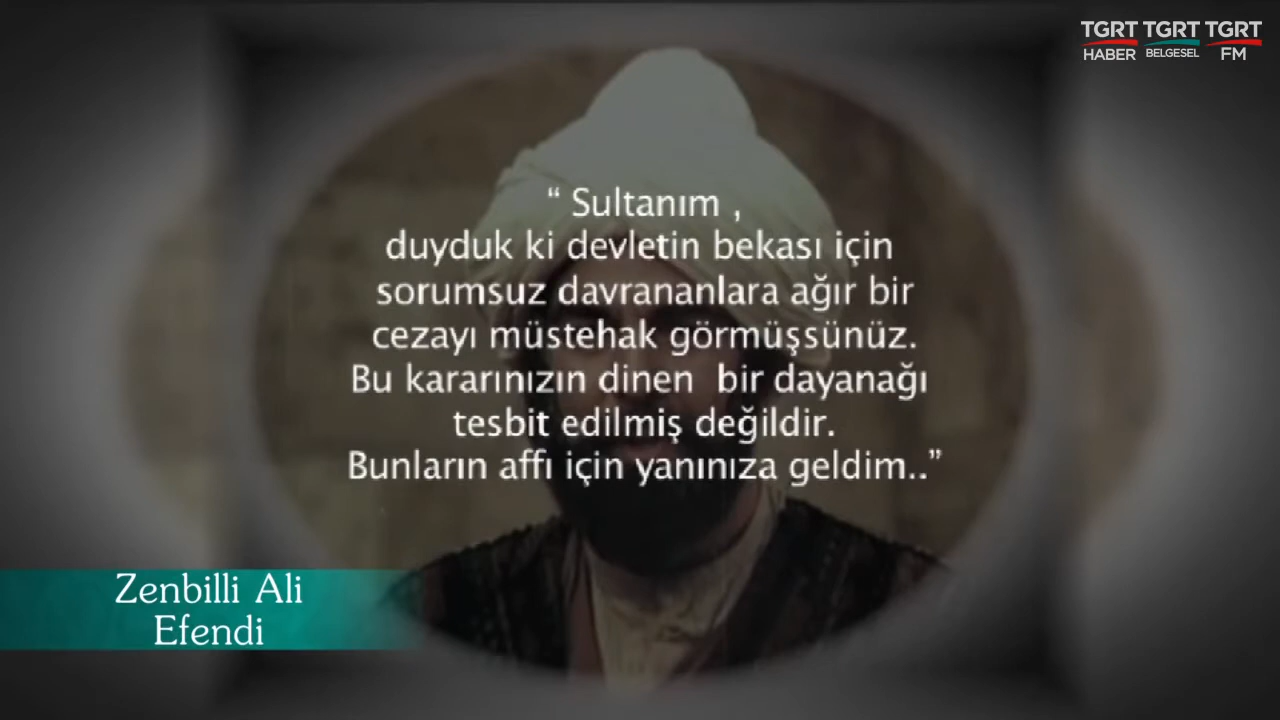 TGRT TGRT TGRT
HABER BELGESEL FM
“ Sultanım ,
duyduk ki devletin bekası için
sorumsuz davrananlara ağır bir
cezayı müstehak görmüşsünüz.
Bu kararınızın dinen  bir dayanağı
tesbit edilmiş değildir.
Bunların affı için yanınıza geldim..”
Zenbilli Ali
Efendi